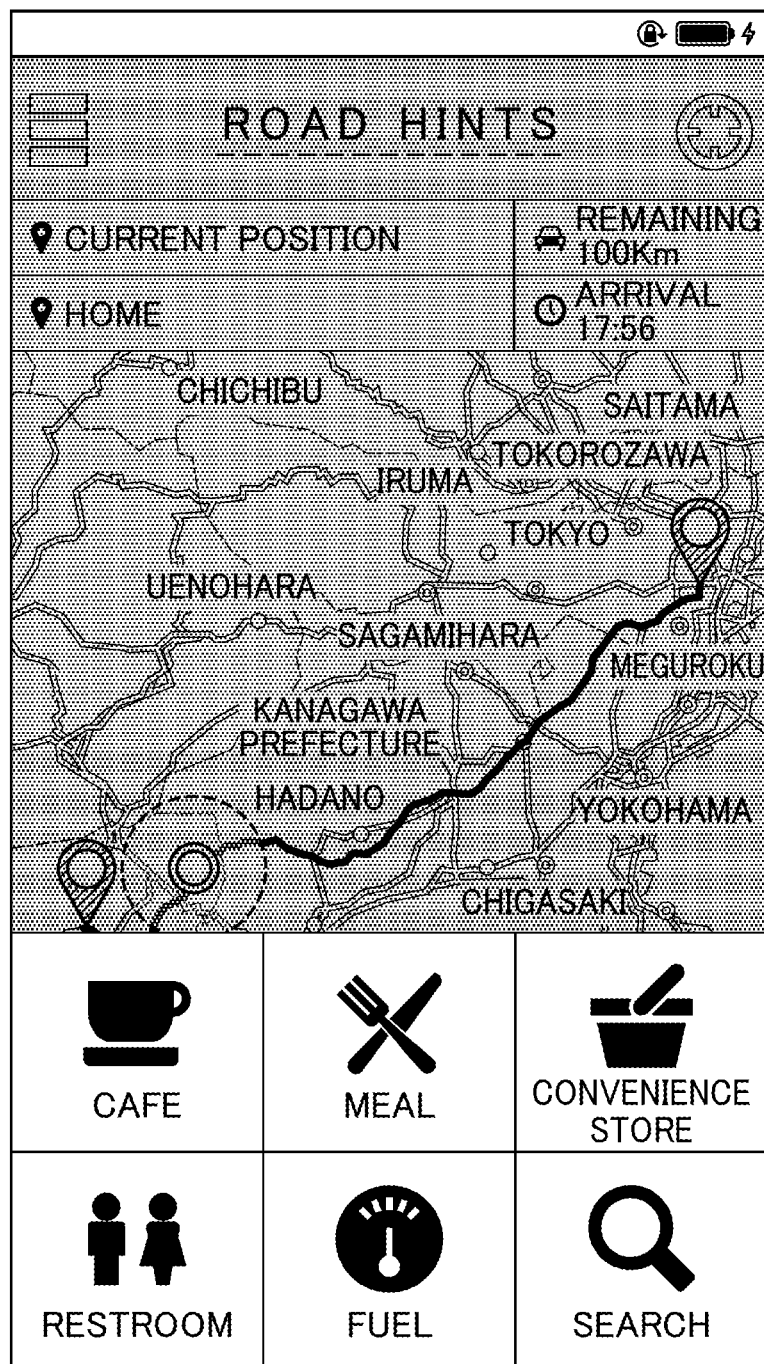 ROAD HINTS
CURRENT POSITION
REMAINING
100Km
HOME
ARRIVAL
17:56
CHICHIBU
SAITAMA
TOKOROZAWA
IRUMA
TOKYO
UENOHARA
SAGAMIHARA
MEGUROKU
KANAGAWA
PREFECTURE
HADANO
YOKOHAMA
CHIGASAKI
CAFE
MEAL
CONVENIENCE
STORE
RESTROOM
FUEL
SEARCH